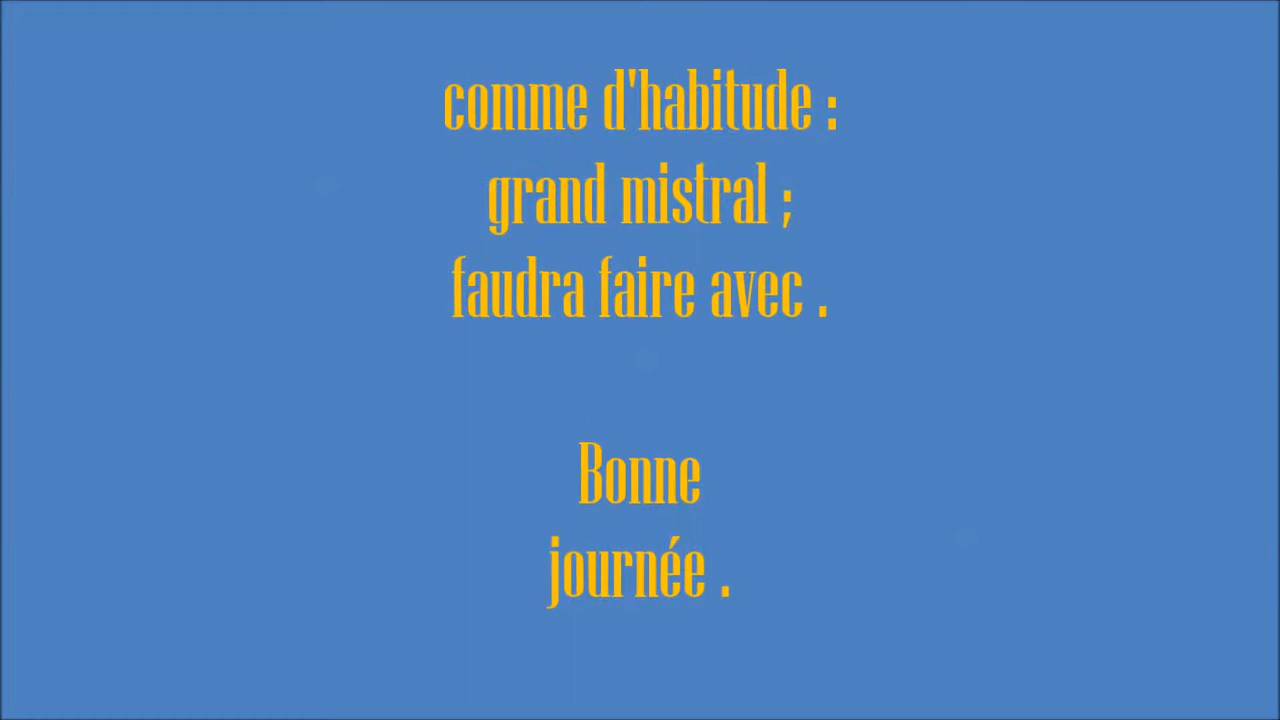 comme d'habitude :
grand mistral ;
faudra faire avec .
Bonne
journée .